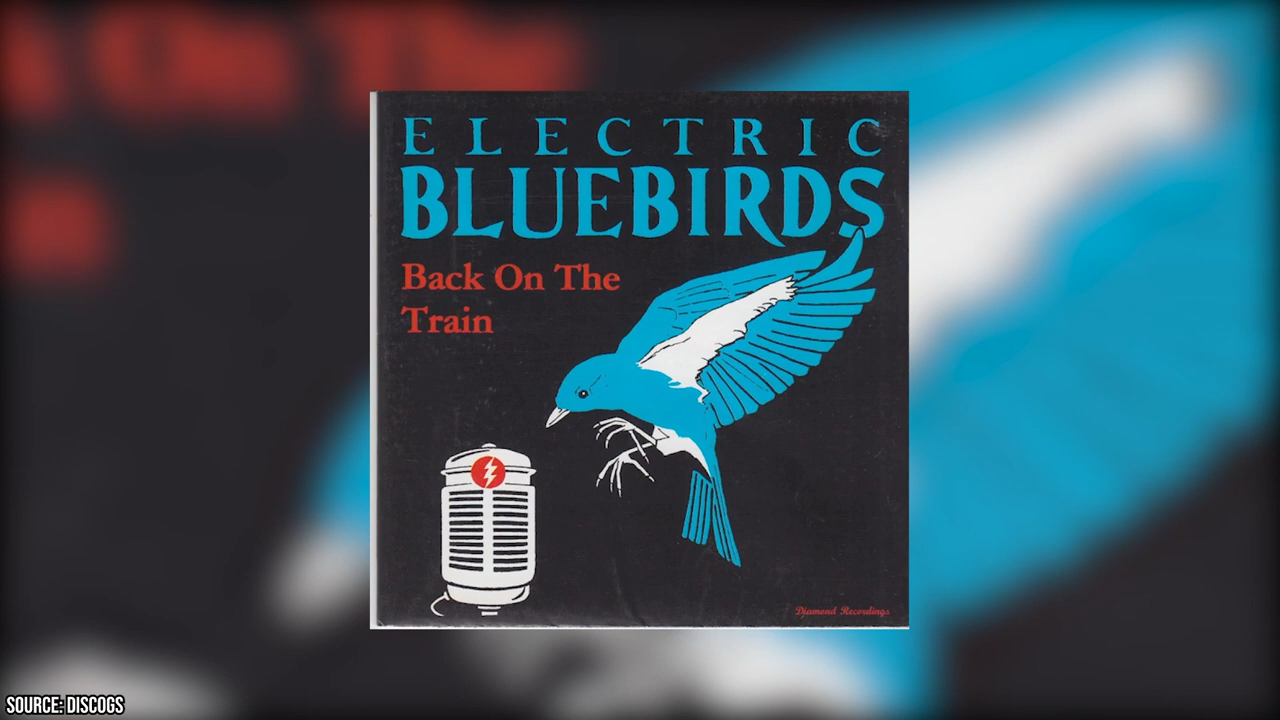 ELECTRIC
BLUEBIRDS
Back On The
Train
Diamond Recordings
SOURCE: DISCOGS